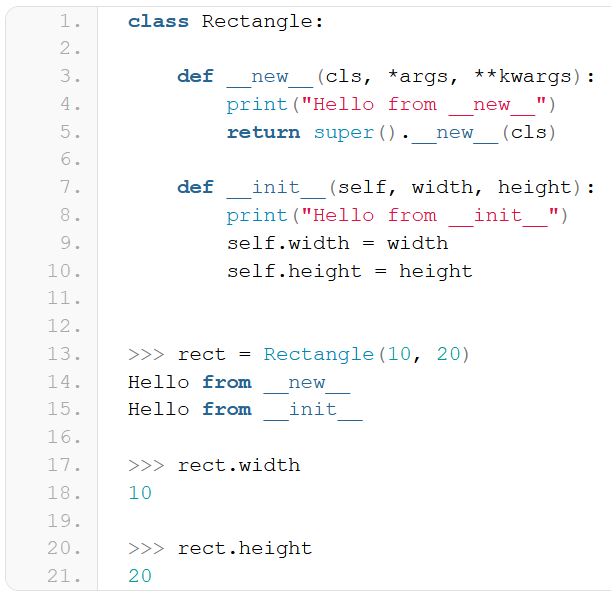 1. class Rectangle:
2.
3.     def __new__(cls, *args, **kwargs):
4.         print("Hello from __new__")
5.         return super().__new__(cls)
6.
7.     def __init__(self, width, height):
8.         print("Hello from __init__")
9.         self.width = width
10.         self.height = height
11.
12.
13. >>> rect = Rectangle(10, 20)
14. Hello from __new__
15. Hello from __init__
16.
17. >>> rect.width
18. 10
19.
20. >>> rect.height
21. 20